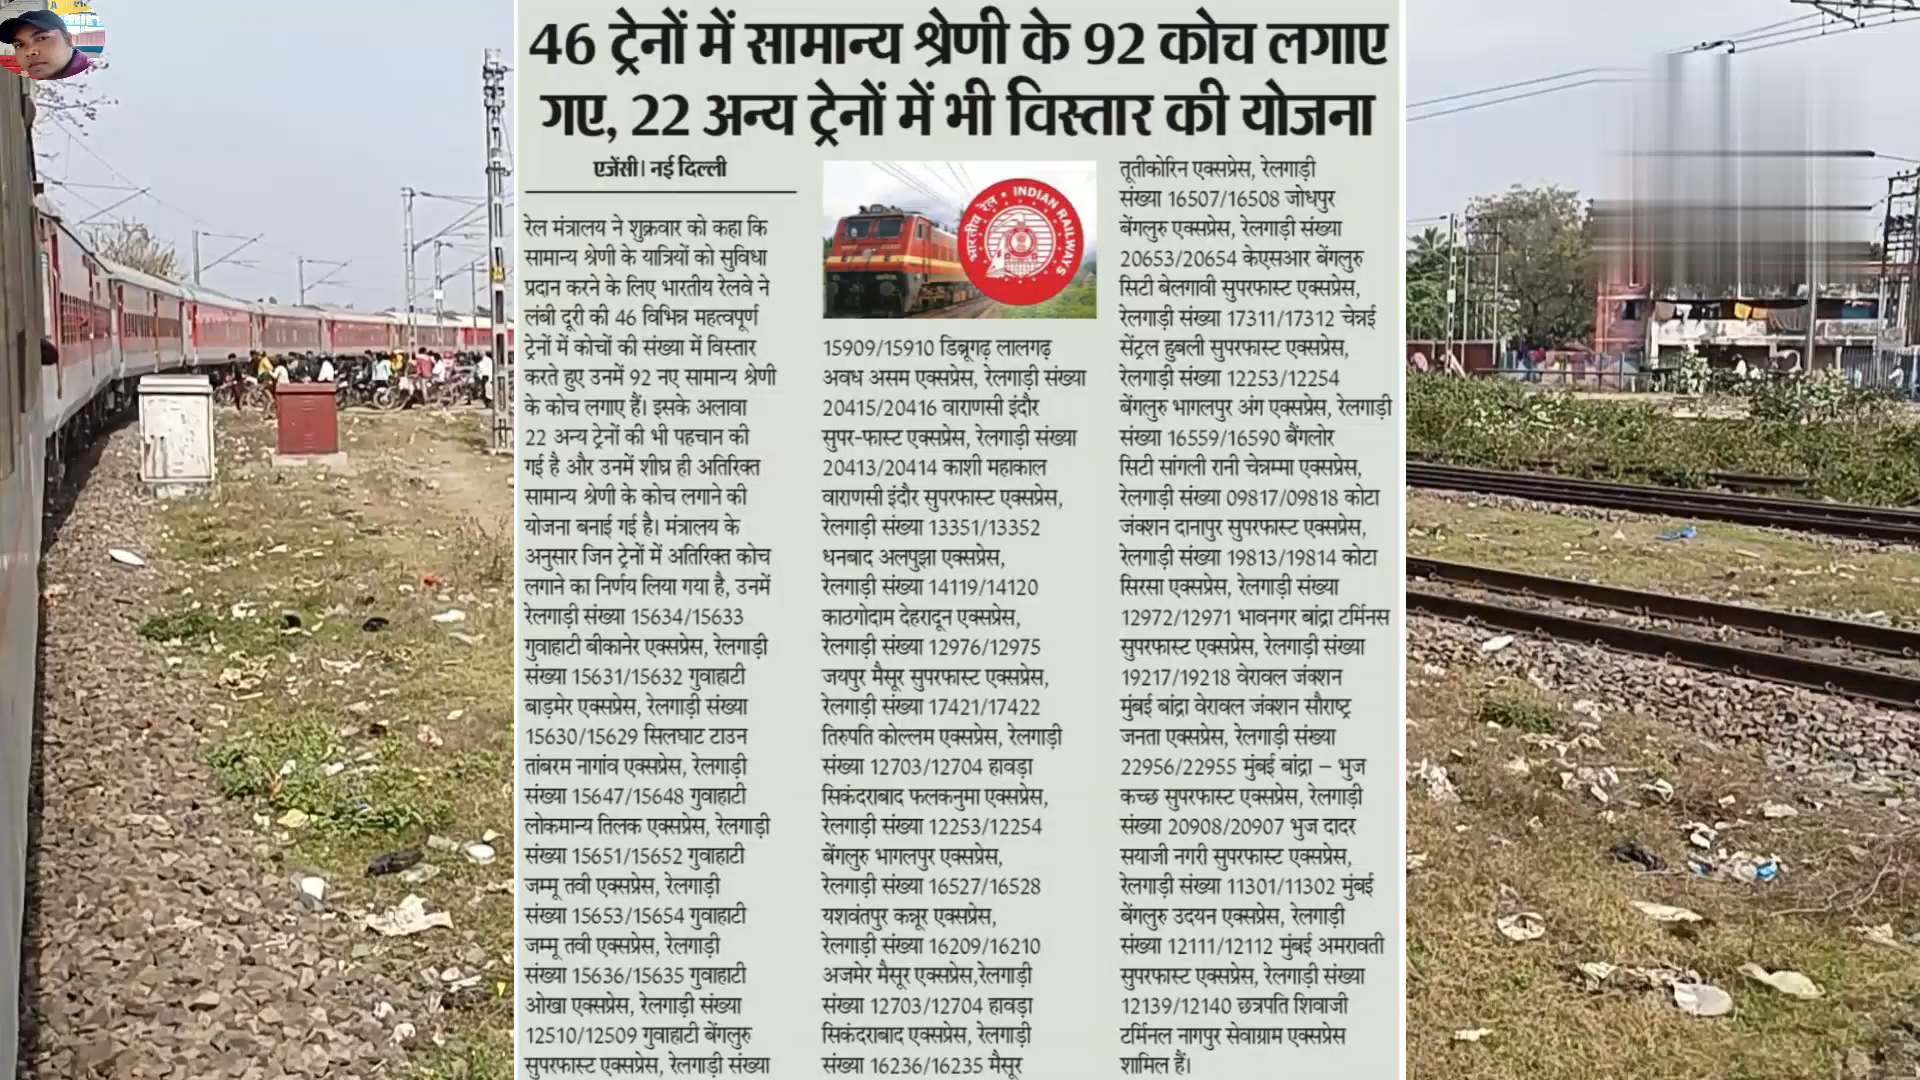 46 ट्रेनों में सामान्य श्रेणी के 92 कोच लगाए
गए, 22 अन्य ट्रेनों में भी विस्तार की योजना
एजेंसी। नई दिल्ली
रेल मंत्रालय ने शुक्रवार को कहा कि
सामान्य श्रेणी के यात्रियों को सुविधा
प्रदान करने के लिए भारतीय रेलवे ने
लंबी दूरी की 46 विभिन्न महत्वपूर्ण
ट्रेनों में कोचों की संख्या में विस्तार
करते हुए उनमें 92 नए सामान्य श्रेणी
के कोच लगाए हैं। इसके अलावा
22 अन्य ट्रेनों की भी पहचान की
गई है और उनमें शीघ्र ही अतिरिक्त
सामान्य श्रेणी के कोच लगाने की
योजना बनाई गई है। मंत्रालय के
अनुसार जिन ट्रेनों में अतिरिक्त कोच
लगाने का निर्णय लिया गया है, उनमें
रेलगाड़ी संख्या 15634/15633
गुवाहाटी बीकानेर एक्सप्रेस, रेलगाड़ी
संख्या 15631/15632 गुवाहाटी
बाड़मेर एक्सप्रेस, रेलगाड़ी संख्या
15630/15629 सिलघाट टाउन
तांबरम नागांव एक्सप्रेस, रेलगाड़ी
संख्या 15647/15648 गुवाहाटी
लोकमान्य तिलक एक्सप्रेस, रेलगाड़ी
संख्या 15651/15652 गुवाहाटी
जम्मू तवी एक्सप्रेस, रेलगाड़ी
संख्या 15653/15654 गुवाहाटी
जम्मू तवी एक्सप्रेस, रेलगाड़ी
संख्या 15636/15635 गुवाहाटी
ओखा एक्सप्रेस, रेलगाड़ी संख्या
12510/12509 गुवाहाटी बेंगलुरु
सुपरफास्ट एक्सप्रेस, रेलगाड़ी संख्या
भारतीय रेल • INDIAN RAILWAYS
15909/15910 डिब्रूगढ़ लालगढ़
अवध असम एक्सप्रेस, रेलगाड़ी संख्या
20415/20416 वाराणसी इंदौर
सुपर-फास्ट एक्सप्रेस, रेलगाड़ी संख्या
20413/20414 काशी महाकाल
वाराणसी इंदौर सुपरफास्ट एक्सप्रेस,
रेलगाड़ी संख्या 13351/13352
धनबाद अलपुझा एक्सप्रेस,
रेलगाड़ी संख्या 14119/14120
काठगोदाम देहरादून एक्सप्रेस,
रेलगाड़ी संख्या 12976/12975
जयपुर मैसूर सुपरफास्ट एक्सप्रेस,
रेलगाड़ी संख्या 17421/17422
तिरुपति कोल्लम एक्सप्रेस, रेलगाड़ी
संख्या 12703/12704 हावड़ा
सिकंदराबाद फलकनुमा एक्सप्रेस,
रेलगाड़ी संख्या 12253/12254
बेंगलुरु भागलपुर एक्सप्रेस,
रेलगाड़ी संख्या 16527/16528
यशवंतपुर कन्नूर एक्सप्रेस,
रेलगाड़ी संख्या 16209/16210
अजमेर मैसूर एक्सप्रेस,रेलगाड़ी
संख्या 12703/12704 हावड़ा
सिकंदराबाद एक्सप्रेस, रेलगाड़ी
संख्या 16236/16235 मैसूर
तूतीकोरिन एक्सप्रेस, रेलगाड़ी
संख्या 16507/16508 जोधपुर
बेंगलुरु एक्सप्रेस, रेलगाड़ी संख्या
20653/20654 केएसआर बेंगलुरु
सिटी बेलगावी सुपरफास्ट एक्सप्रेस,
रेलगाड़ी संख्या 17311/17312 चेन्नई
सेंट्रल हुबली सुपरफास्ट एक्सप्रेस,
रेलगाड़ी संख्या 12253/12254
बेंगलुरु भागलपुर अंग एक्सप्रेस, रेलगाड़ी
संख्या 16559/16590 बैंगलोर
सिटी सांगली रानी चेन्नम्मा एक्सप्रेस,
रेलगाड़ी संख्या 09817/09818 कोटा
जंक्शन दानापुर सुपरफास्ट एक्सप्रेस,
रेलगाड़ी संख्या 19813/19814 कोटा
सिरसा एक्सप्रेस, रेलगाड़ी संख्या
12972/12971 भावनगर बांद्रा टर्मिनस
सुपरफास्ट एक्सप्रेस, रेलगाड़ी संख्या
19217/19218 वेरावल जंक्शन
मुंबई बांद्रा वेरावल जंक्शन सौराष्ट्र
जनता एक्सप्रेस, रेलगाड़ी संख्या
22956/22955 मुंबई बांद्रा – भुज
कच्छ सुपरफास्ट एक्सप्रेस, रेलगाड़ी
संख्या 20908/20907 भुज दादर
सयाजी नगरी सुपरफास्ट एक्सप्रेस,
रेलगाड़ी संख्या 11301/11302 मुंबई
बेंगलुरु उदयन एक्सप्रेस, रेलगाड़ी
संख्या 12111/12112 मुंबई अमरावती
सुपरफास्ट एक्सप्रेस, रेलगाड़ी संख्या
12139/12140 छत्रपति शिवाजी
टर्मिनल नागपुर सेवाग्राम एक्सप्रेस
शामिल हैं।